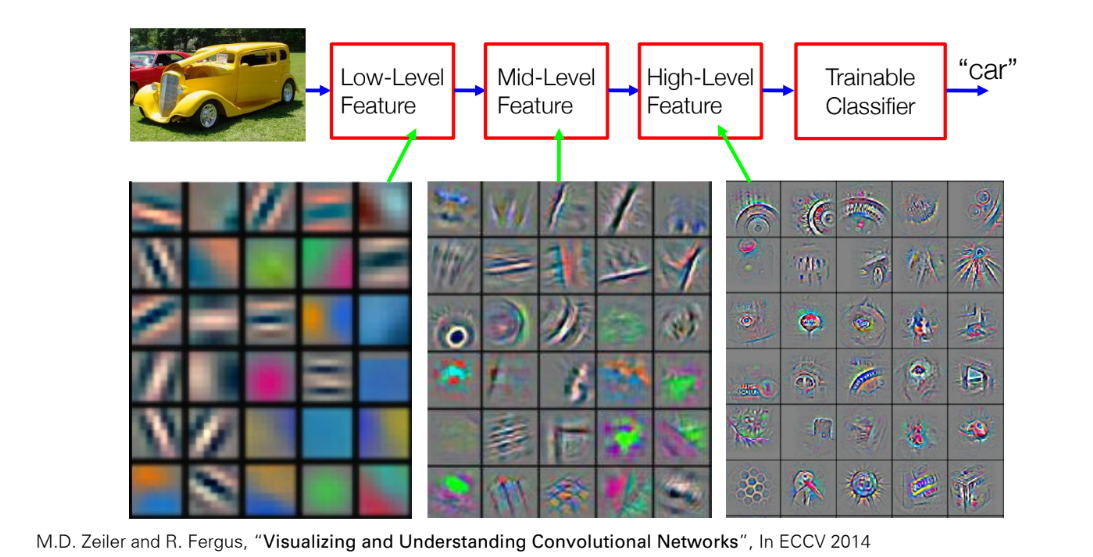 Low-Level
Feature
Mid-Level
Feature
High-Level
Feature
Trainable
Classifier
“car”
M.D. Zeiler and R. Fergus, “Visualizing and Understanding Convolutional Networks”, In ECCV 2014